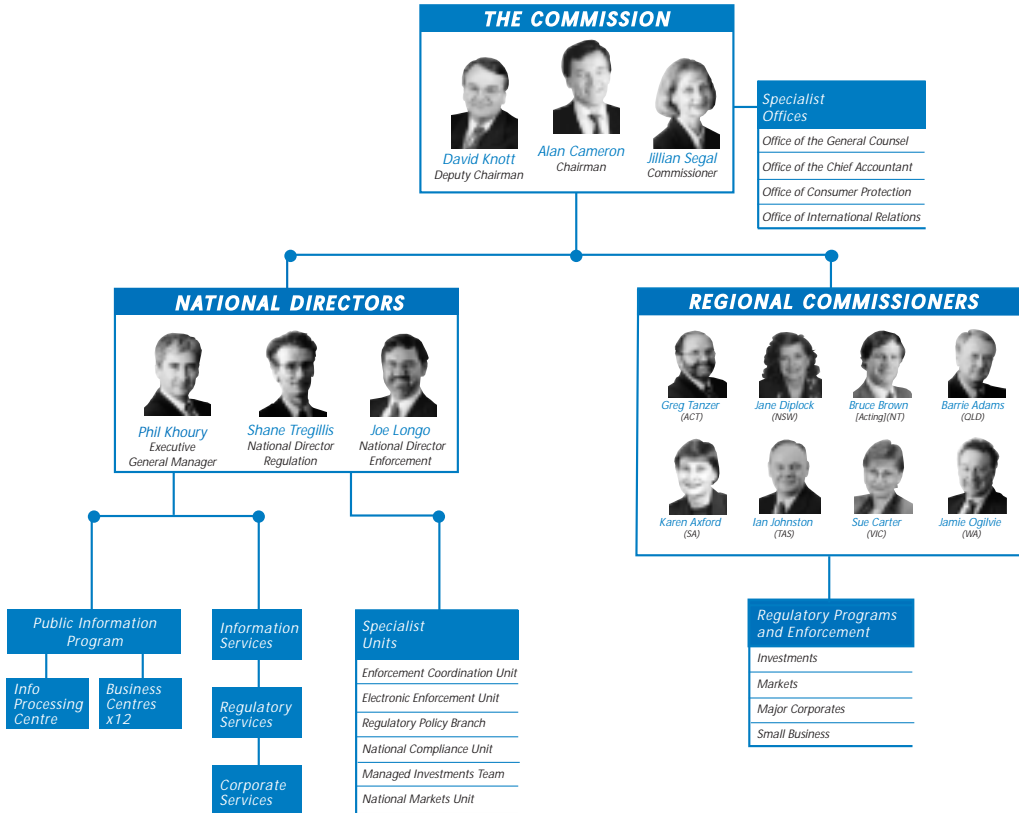 THE COMMISSION
David Knott
Deputy Chairman
Alan Cameron
Chairman
Jillian Segal
Commissioner
Specialist
Offices
Office of the General Counsel
Office of the Chief Accountant
Office of Consumer Protection
Office of International Relations
NATIONAL DIRECTORS
Phil Khoury
Executive
General Manager
Shane Tregillis
National Director
Regulation
Joe Longo
National Director
Enforcement
REGIONAL COMMISSIONERS
Greg Tanzer
(ACT)
Jane Diplock
(NSW)
Bruce Brown
[Acting](NT)
Barrie Adams
(QLD)
Karen Axford
(SA)
Ian Johnston
(TAS)
Sue Carter
(VIC)
Jamie Ogilvie
(WA)
Public Information
Program
Info
Processing
Centre
Business
Centres
x12
Information
Services
Regulatory
Services
Corporate
Services
Specialist
Units
Enforcement Coordination Unit
Electronic Enforcement Unit
Regulatory Policy Branch
National Compliance Unit
Managed Investments Team
National Markets Unit
Regulatory Programs
and Enforcement
Investments
Markets
Major Corporates
Small Business